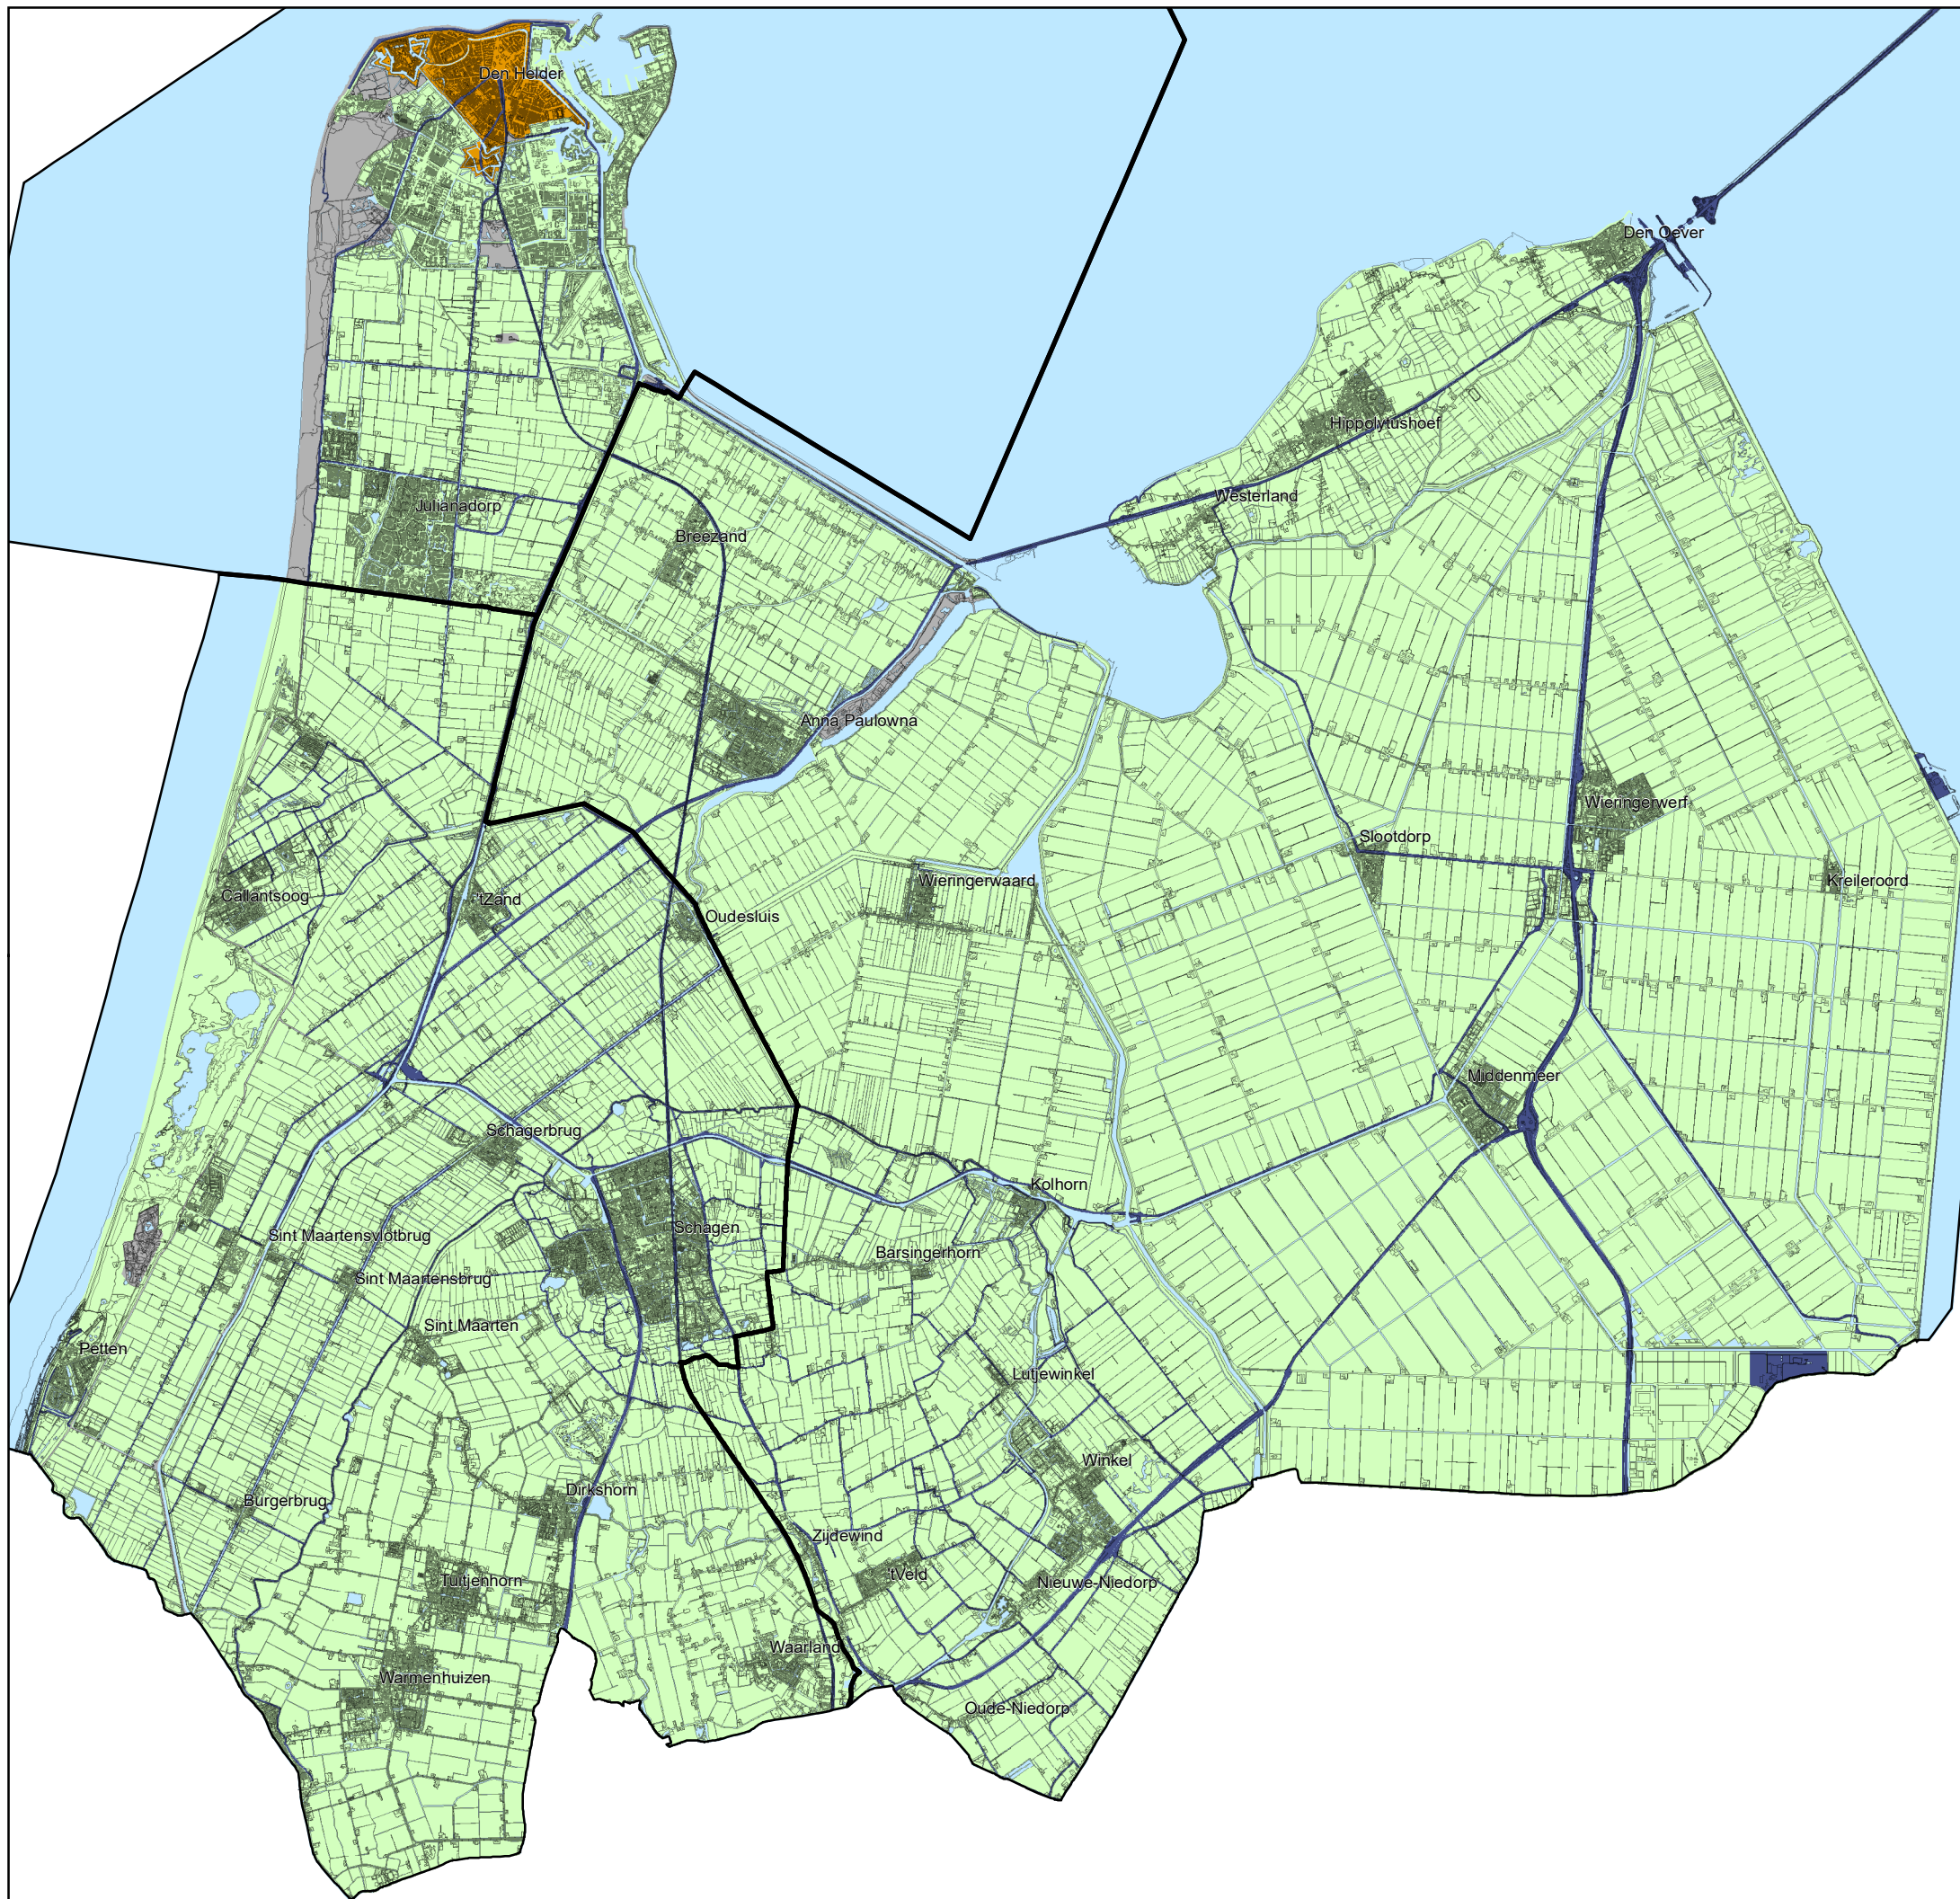 Den Helder
Den Oever
Hippolytushoef
Westerland
Julianadorp
Breezand
Anna Paulowna
Wieringerwerf
Slootdorp
Kreileroord
Wieringerwaard
Callantsoog
'tZand
Oudesluis
Middenmeer
Schagerbrug
Kolhorn
Schagen
Sint Maartensvlotbrug
Barsingerhorn
Sint Maartensbrug
Sint Maarten
Petten
Lutjewinkel
Winkel
Dirkshorn
Burgerbrug
Zijdewind
'tVeld
Tuitjenhorn
Nieuwe-Niedorp
Waarland
Warmenhuizen
Oude-Niedorp